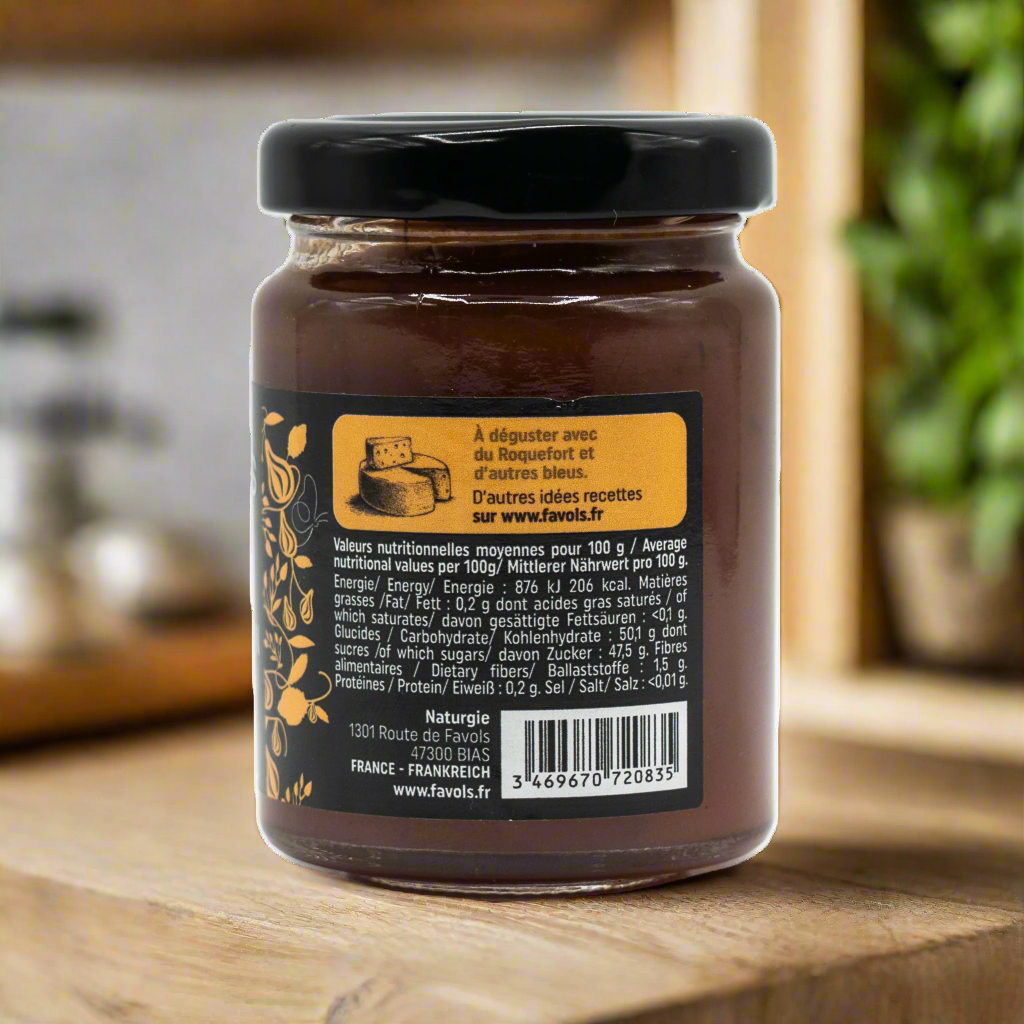 À déguster avec
du Roquefort et
d'autres bleus.
D'autres idées recettes
sur www.favols.fr
Valeurs nutritionnelles moyennes pour 100 g / Average
nutritional values per 100g/ Mittlerer Nährwert pro 100 g.
Energie/ Energy/ Energie : 876 kJ 206 kcal. Matières
grasses /Fat/ Fett : 0,2 g dont acides gras saturés / of
which saturates/ davon gesättigte Fettsäuren : <0,1 g.
Glucides / Carbohydrate/ Kohlenhydrate : 50,1 g dont
sucres /of which sugars/ davon Zucker : 47,5 g. Fibres
alimentaires / Dietary fibers/ Ballaststoffe : 1,5 g.
Protéines / Protein/ Eiweiß : 0,2 g. Sel / Salt/ Salz : <0,01 g.
Naturgie
1301 Route de Favols
47300 BIAS
FRANCE - FRANKREICH
www.favols.fr
3 469670 720835